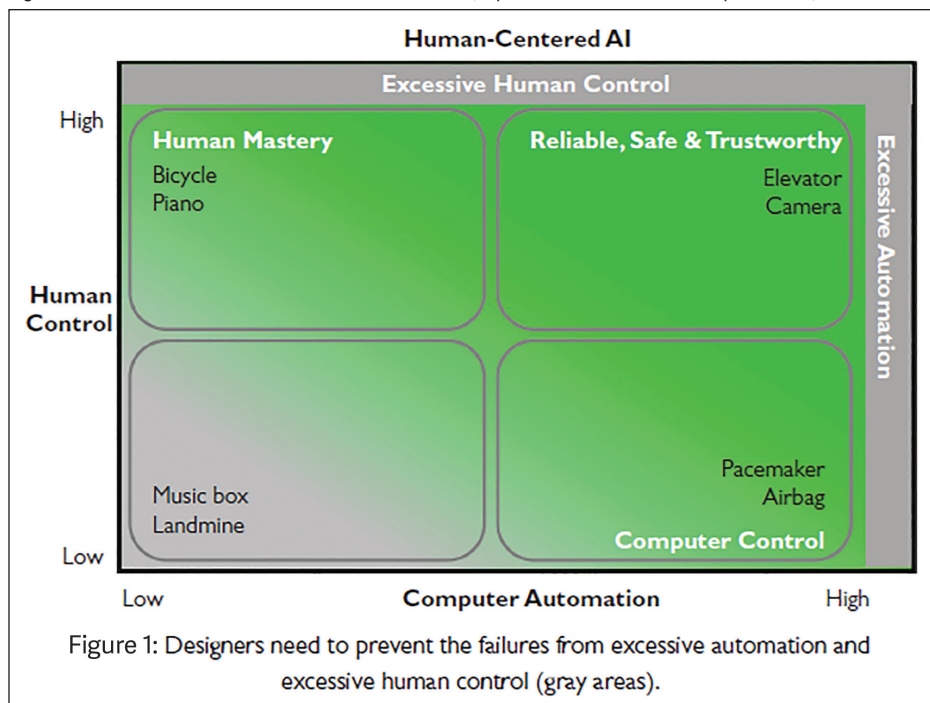 Human-Centered AI
Excessive Human Control
High
Human Mastery
Bicycle
Piano
Reliable, Safe & Trustworthy
Elevator
Camera
Excessive Automation
Human
Control
Music box
Landmine
Pacemaker
Airbag
Computer Control
Low
Low
Computer Automation
High
Figure 1: Designers need to prevent the failures from excessive automation and
excessive human control (gray areas).